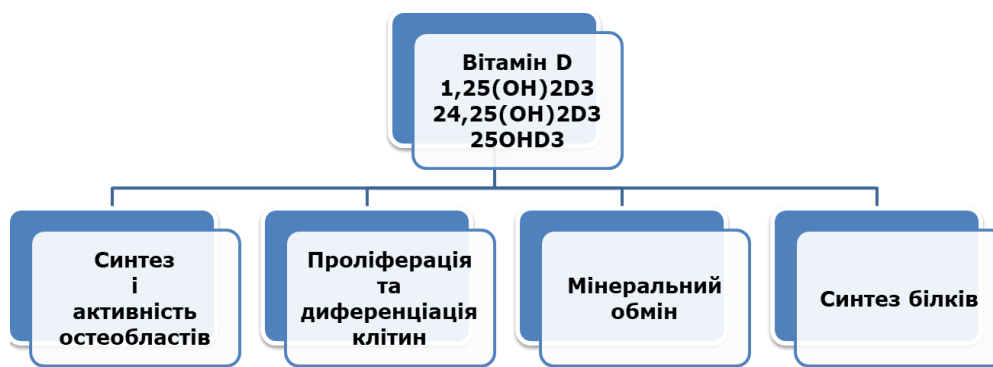 Вітамін D
1,25(OH)2D3
24,25(OH)2D3
25OHD3
Синтез
і
активність
остеобластів
Проліферація
та
диференціація
клітин
Мінеральний
обмін
Синтез білків